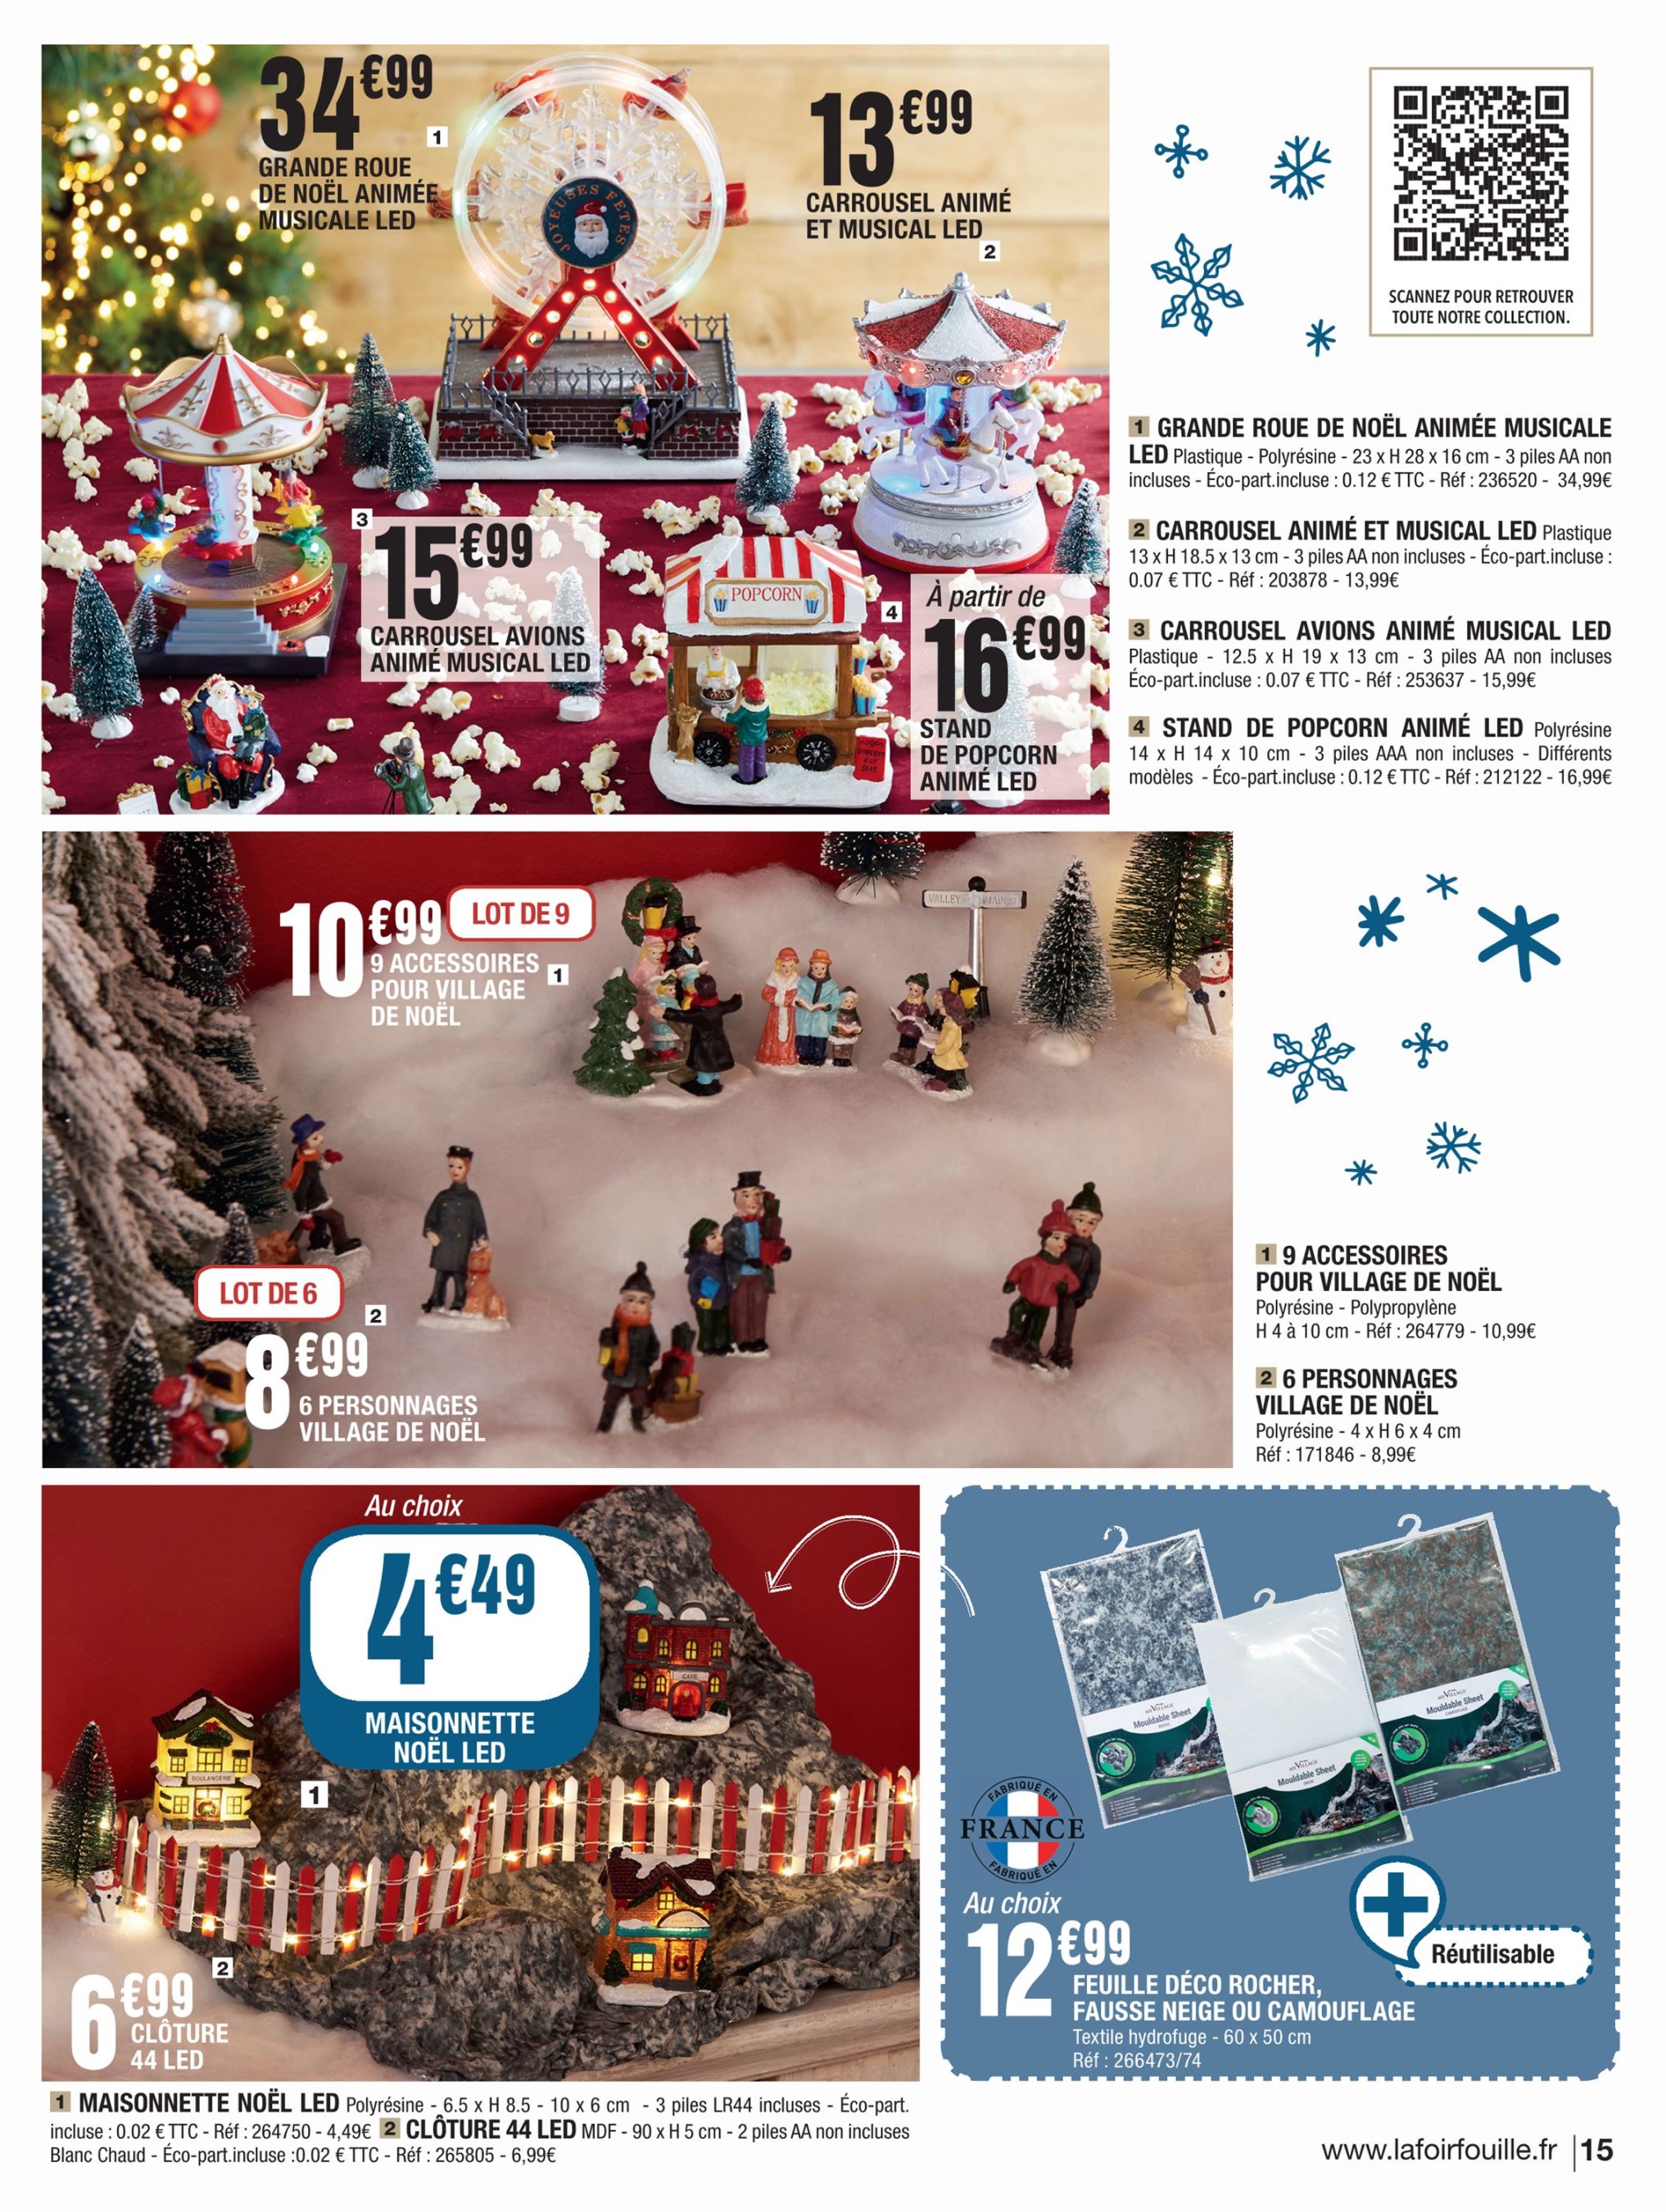 34€99
1
GRANDE ROUE
DE NOËL ANIMÉE
MUSICALE LED
JOYEUSES FETES
13€99
CARROUSEL ANIMÉ
ET MUSICAL LED
2
SCANNEZ POUR RETROUVER
TOUTE NOTRE COLLECTION.
3
15€99
CARROUSEL AVIONS
ANIMÉ MUSICAL LED
POPCORN
4
À partir de
16€99
STAND
DE POPCORN
ANIMÉ LED
1 GRANDE ROUE DE NOËL ANIMÉE MUSICALE
LED Plastique - Polyrésine - 23 x H 28 x 16 cm - 3 piles AA non
incluses - Éco-part.incluse : 0.12 € TTC - Réf : 236520 - 34,99€
2 CARROUSEL ANIMÉ ET MUSICAL LED Plastique
13 x H 18.5 x 13 cm - 3 piles AA non incluses - Éco-part.incluse :
0.07 € TTC - Réf : 203878 - 13,99€
3 CARROUSEL AVIONS ANIMÉ MUSICAL LED
Plastique - 12.5 x H 19 x 13 cm - 3 piles AA non incluses
Éco-part.incluse : 0.07 € TTC - Réf : 253637 - 15,99€
4 STAND DE POPCORN ANIMÉ LED Polyrésine
14 x H 14 x 10 cm - 3 piles AAA non incluses - Différents
modèles - Éco-part.incluse : 0.12 € TTC - Réf : 212122 - 16,99€
10€99
LOT DE 9
9 ACCESSOIRES
POUR VILLAGE
DE NOËL
1
VALLEY MAIN
LOT DE 6
2
8€99
6 PERSONNAGES
VILLAGE DE NOËL
1 9 ACCESSOIRES
POUR VILLAGE DE NOËL
Polyrésine - Polypropylène
H 4 à 10 cm - Réf : 264779 - 10,99€
2 6 PERSONNAGES
VILLAGE DE NOËL
Polyrésine - 4 x H 6 x 4 cm
Réf : 171846 - 8,99€
Au choix
4€49
MAISONNETTE
NOËL LED
1
GARE
BOULANGERIE
2
6€99
CLÔTURE
44 LED
MY VILLAGE
Mouldable Sheet
MY VILLAGE
Mouldable Sheet
MY VILLAGE
Mouldable Sheet
FABRIQUÉ EN
FRANCE
FABRIQUÉ EN
Au choix
12€99
FEUILLE DÉCO ROCHER,
FAUSSE NEIGE OU CAMOUFLAGE
Textile hydrofuge - 60 x 50 cm
Réf : 266473/74
Réutilisable
1 MAISONNETTE NOËL LED Polyrésine - 6.5 x H 8.5 - 10 x 6 cm - 3 piles LR44 incluses - Éco-part.
incluse : 0.02 € TTC - Réf : 264750 - 4,49€ 2 CLÔTURE 44 LED MDF - 90 x H 5 cm - 2 piles AA non incluses
Blanc Chaud - Éco-part.incluse :0.02 € TTC - Réf : 265805 - 6,99€
www.lafoirfouille.fr 15